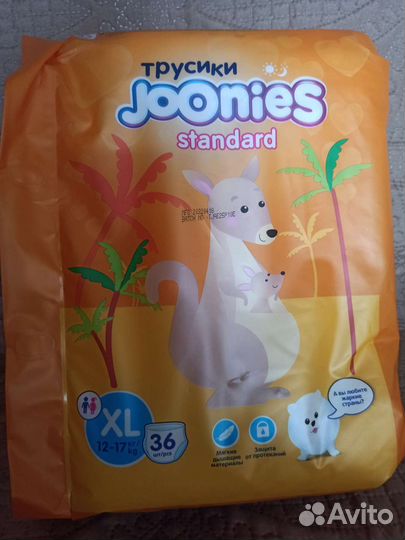 трусики
JOONIES
standard
А вы любите
жаркие
страны?
XL
12-17 кг/
kg
36
шт/pcs
Мягкие
дышащие
материалы
Защита
от протеканий
Avito